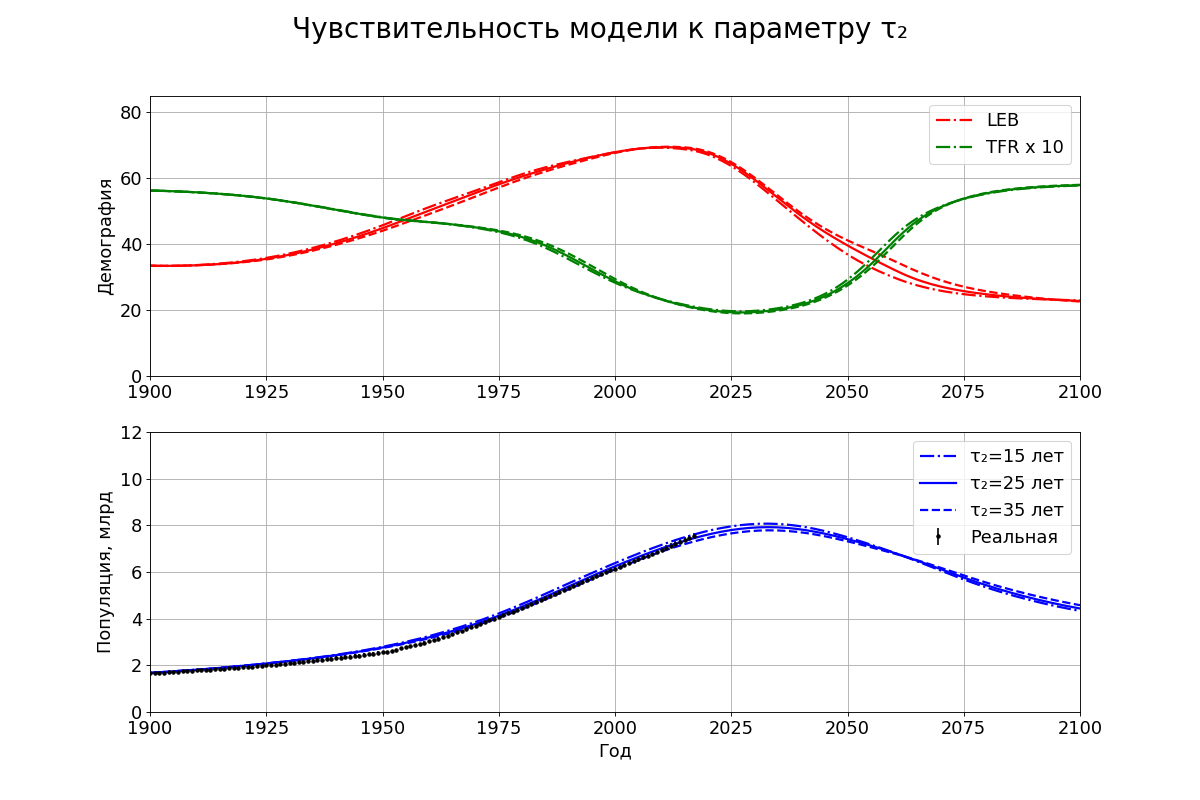 Чувствительность модели к параметру τ₂
Демография
80
60
40
20
0
LEB
TFR x 10
1900 1925 1950 1975 2000 2025 2050 2075 2100
Популяция, млрд
12
10
8
6
4
2
0
τ₂=15 лет
τ₂=25 лет
τ₂=35 лет
Реальная
1900 1925 1950 1975 2000 2025 2050 2075 2100
Год